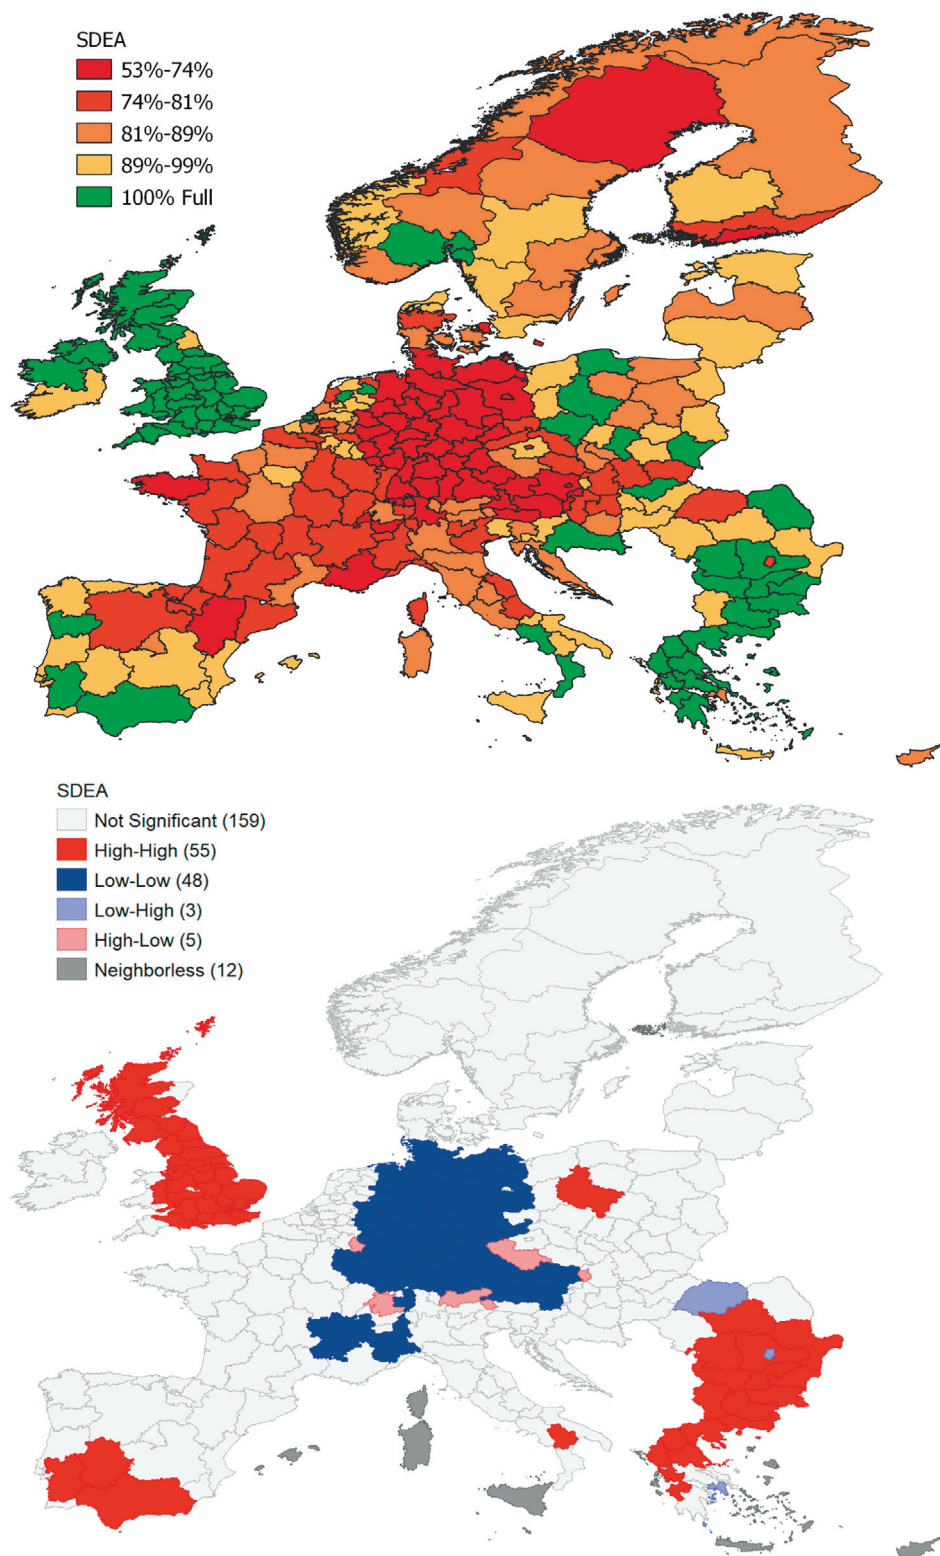 SDEA
53%-74%
74%-81%
81%-89%
89%-99%
100% Full
SDEA
Not Significant (159)
High-High (55)
Low-Low (48)
Low-High (3)
High-Low (5)
Neighborless (12)